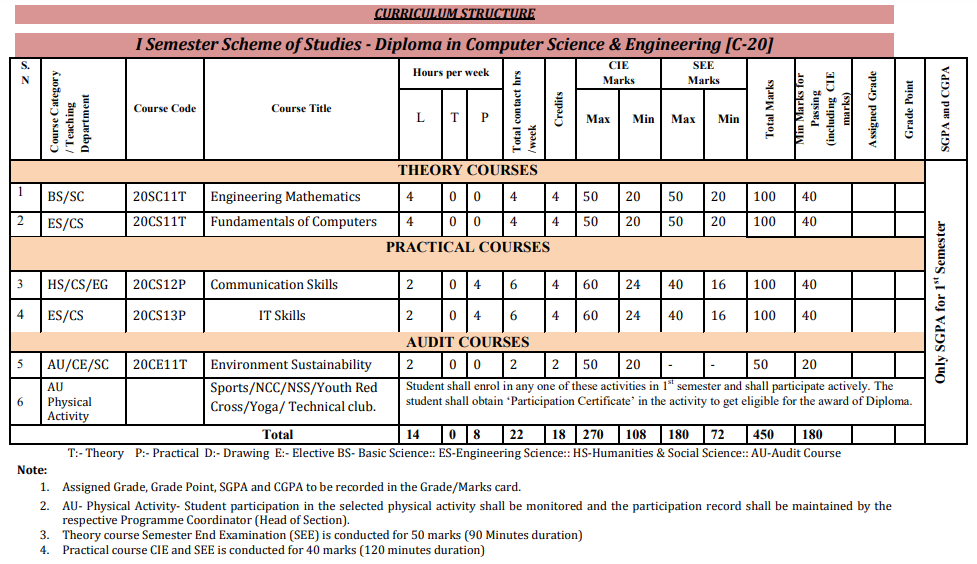 CURRICULUM STRUCTURE
I Semester Scheme of Studies - Diploma in Computer Science & Engineering [C-20]
S. N Course Category / Teaching Department Course Code Course Title Hours per week L T P Total contact hrs /week Credits CIE Marks Max Min SEE Marks Max Min Total Marks Min Marks for Passing (including CIE marks) Assigned Grade Grade Point SGPA and CGPA
THEORY COURSES
1 BS/SC 20SC11T Engineering Mathematics 4 0 0 4 4 50 20 50 20 100 40
2 ES/CS 20CS11T Fundamentals of Computers 4 0 0 4 4 50 20 50 20 100 40
PRACTICAL COURSES
3 HS/CS/EG 20CS12P Communication Skills 2 0 4 6 4 60 24 40 16 100 40
4 ES/CS 20CS13P IT Skills 2 0 4 6 4 60 24 40 16 100 40
AUDIT COURSES
5 AU/CE/SC 20CE11T Environment Sustainability 2 0 0 2 2 50 20 - - 50 20
6 AU Physical Activity Sports/NCC/NSS/Youth Red Cross/Yoga/ Technical club. Student shall enrol in any one of these activities in 1st semester and shall participate actively. The student shall obtain ‘Participation Certificate’ in the activity to get eligible for the award of Diploma.
Total 14 0 8 22 18 270 108 180 72 450 180
Only SGPA for 1st Semester
T:- Theory P:- Practical D:- Drawing E:- Elective BS- Basic Science:: ES-Engineering Science:: HS-Humanities & Social Science:: AU-Audit Course
Note:
1. Assigned Grade, Grade Point, SGPA and CGPA to be recorded in the Grade/Marks card.
2. AU- Physical Activity- Student participation in the selected physical activity shall be monitored and the participation record shall be maintained by the
respective Programme Coordinator (Head of Section).
3. Theory course Semester End Examination (SEE) is conducted for 50 marks (90 Minutes duration)
4. Practical course CIE and SEE is conducted for 40 marks (120 minutes duration)